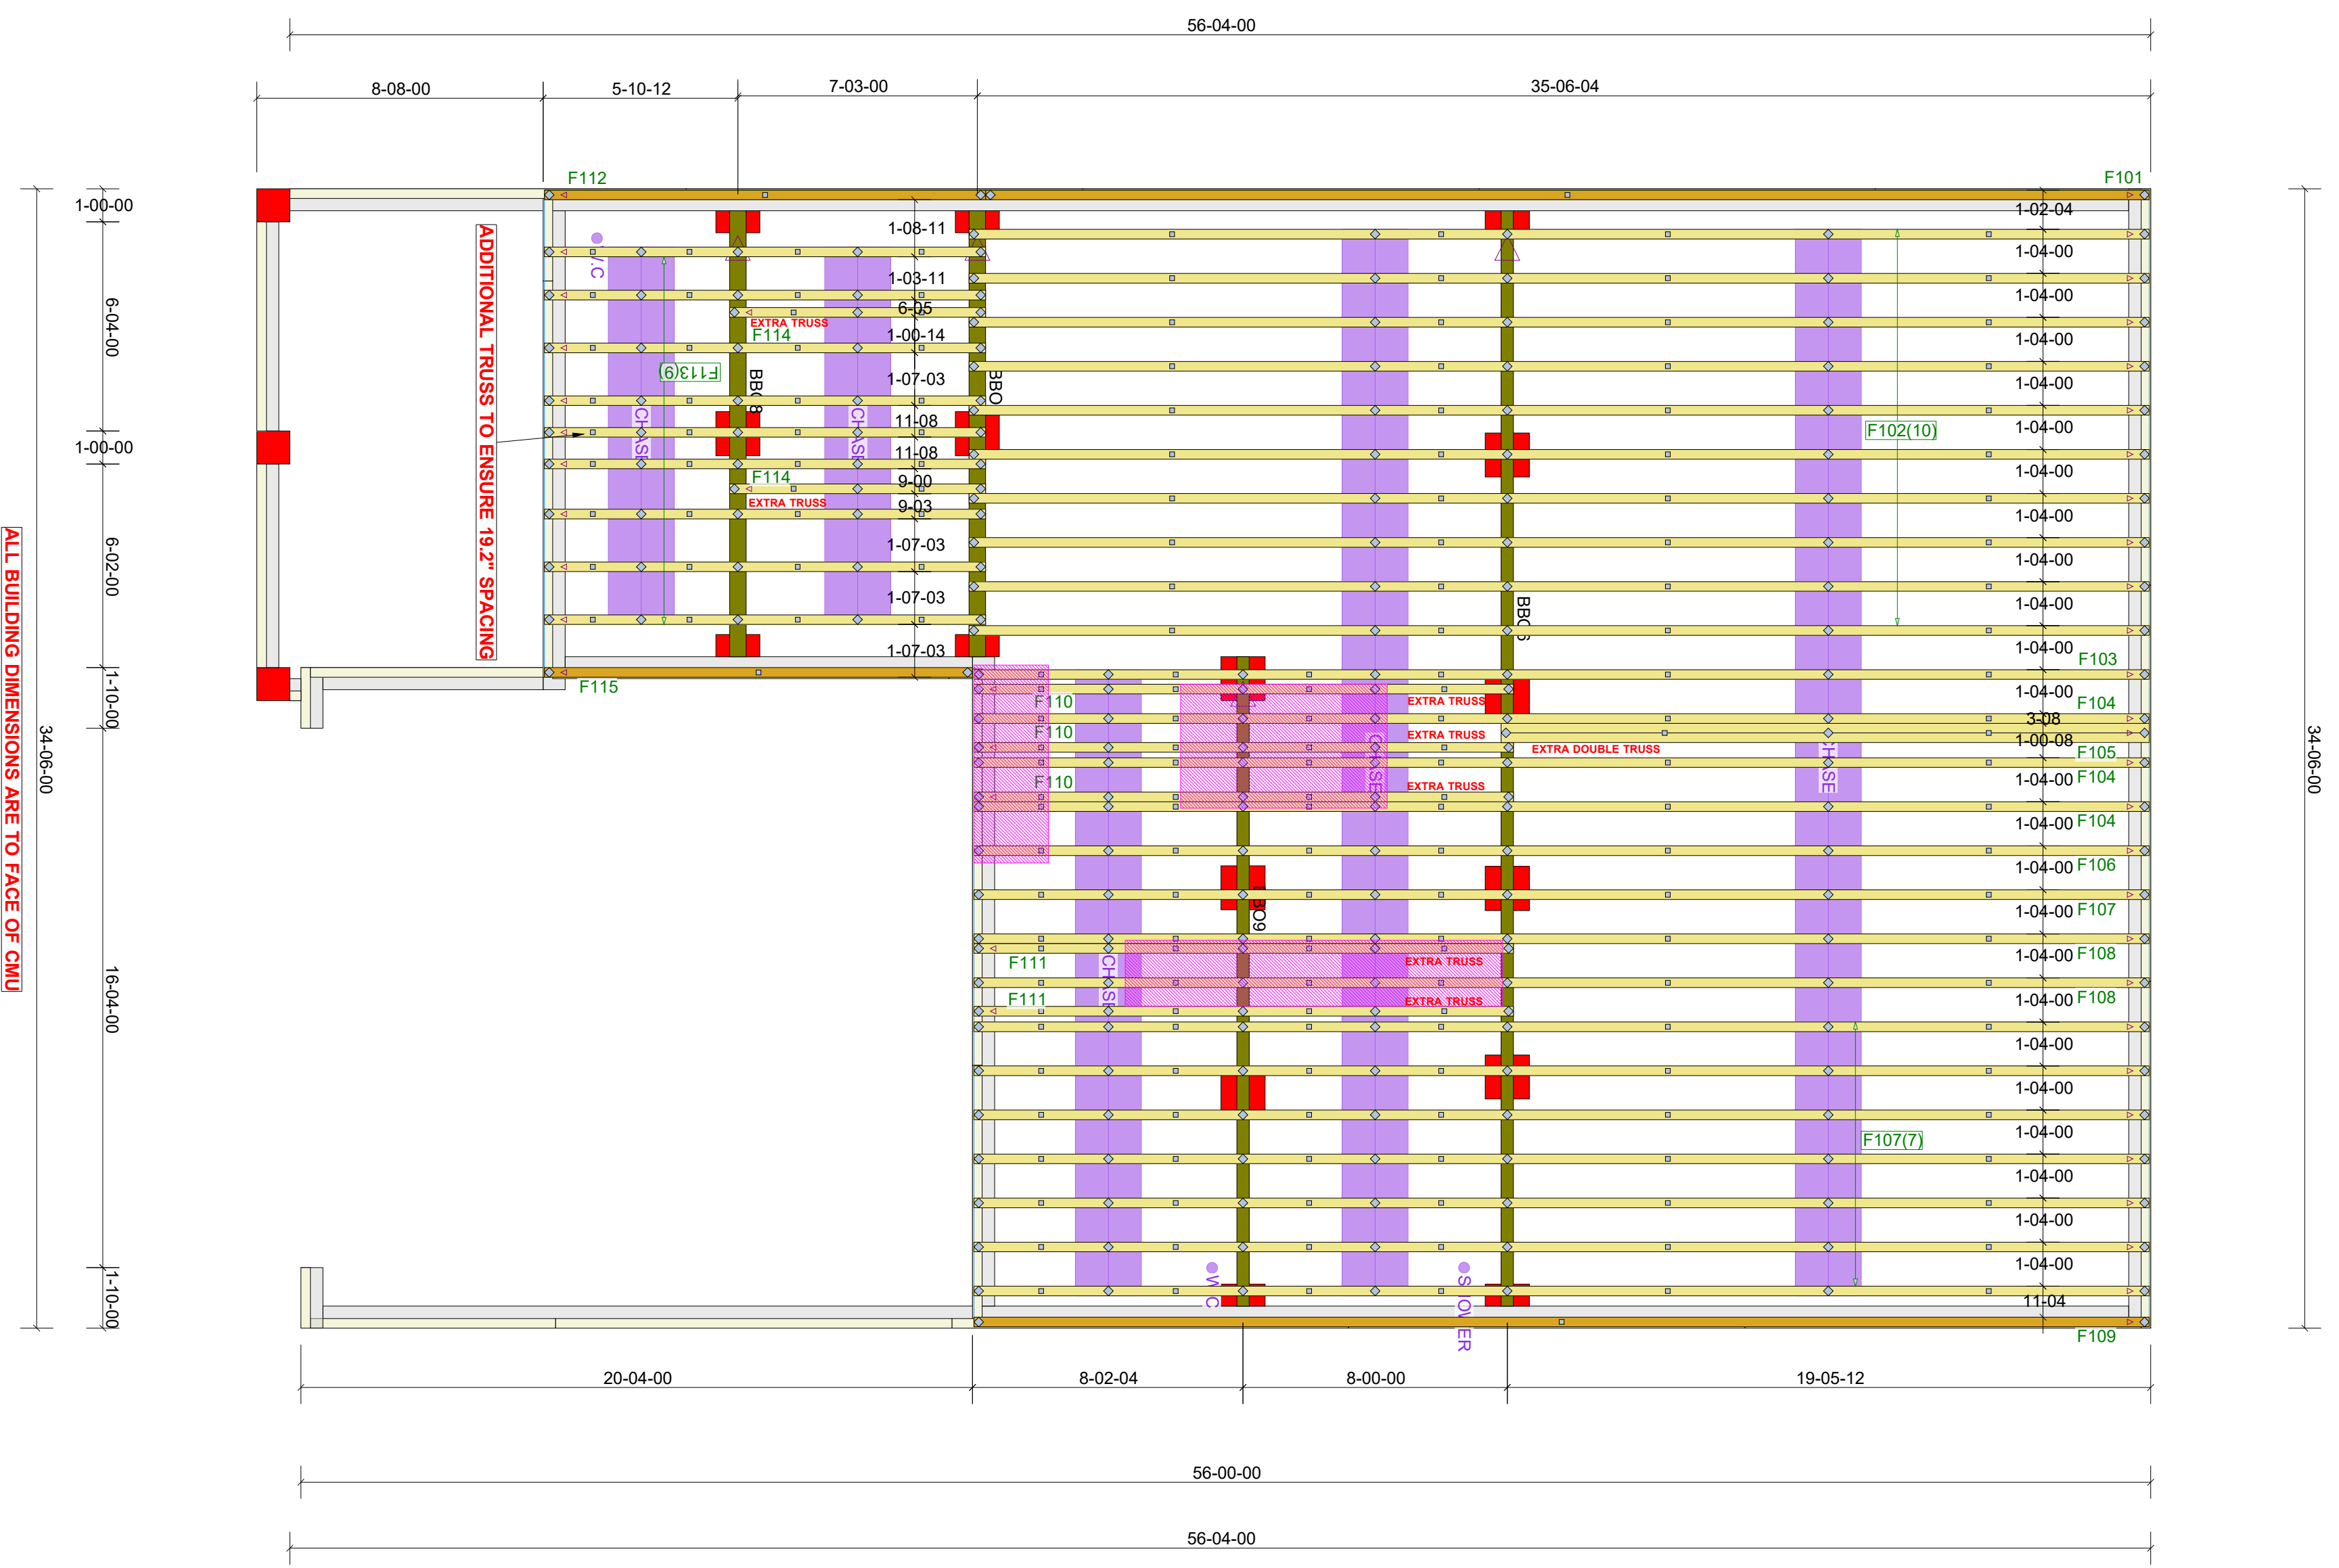 56-04-00
8-08-00
5-10-12
7-03-00
35-06-04
F112
F101
1-00-00
6-04-00
1-00-00
6-02-00
1-10-00
16-04-00
1-10-00
34-06-00
ALL BUILDING DIMENSIONS ARE TO FACE OF CMU
ADDITIONAL TRUSS TO ENSURE 19.2" SPACING
1-08-11
1-03-11
6-05
EXTRA TRUSS
F114
1-00-14
F113(9)
1-07-03
CHASE
CHASE
11-08
11-08
F114
9-00
EXTRA TRUSS
9-03
1-07-03
1-07-03
1-07-03
F115
1-02-04
1-04-00
1-04-00
1-04-00
1-04-00
1-04-00
F102(10)
1-04-00
1-04-00
1-04-00
1-04-00
1-04-00
F103
1-04-00
F104
F110
EXTRA TRUSS
3-08
F110
EXTRA TRUSS
1-00-08
EXTRA DOUBLE TRUSS
F105
1-04-00
F104
F110
EXTRA TRUSS
CHASE
CHASE
1-04-00
F104
1-04-00
F106
1-04-00
F107
1-04-00
F108
F111
EXTRA TRUSS
CHASE
1-04-00
F108
F111
EXTRA TRUSS
1-04-00
1-04-00
1-04-00
F107(7)
1-04-00
1-04-00
1-04-00
11-04
SHOWER
F109
34-06-00
20-04-00
8-02-04
8-00-00
19-05-12
56-00-00
56-04-00